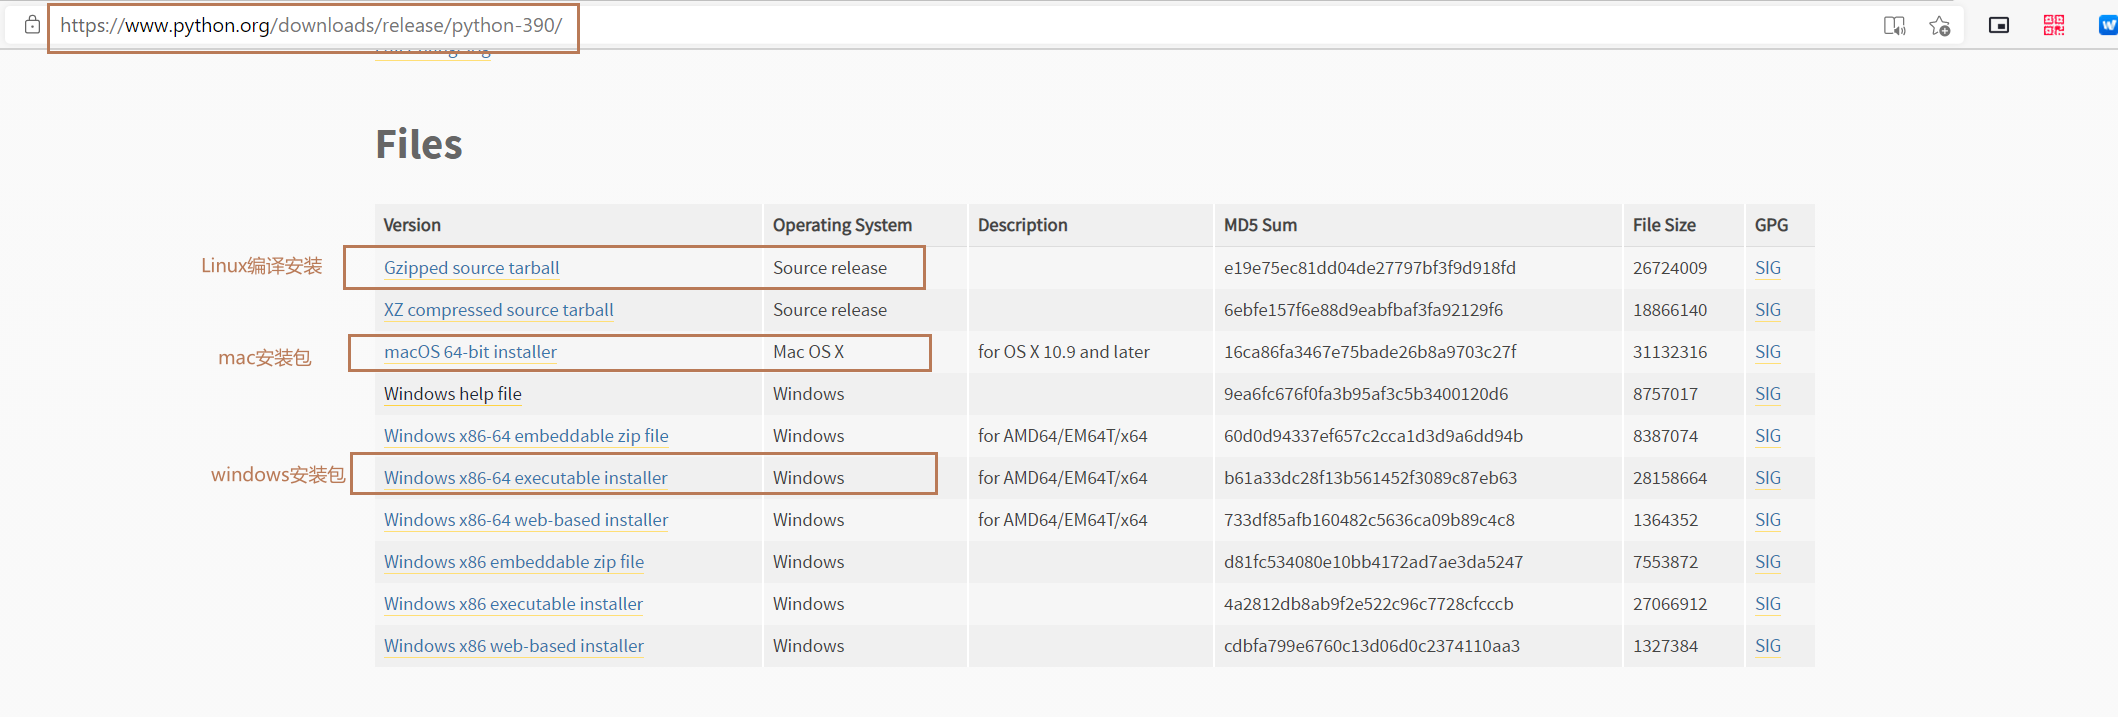 https://www.python.org/downloads/release/python-390/
Files
Version Operating System Description MD5 Sum File Size GPG
Linux编译安装 Gzipped source tarball Source release e19e75ec81dd04de27797bf3f9d918fd 26724009 SIG
XZ compressed source tarball Source release 6ebfe157f6e88d9eabfbaf3fa92129f6 18866140 SIG
mac安装包 macOS 64-bit installer Mac OS X for OS X 10.9 and later 16ca86fa3467e75bade26b8a9703c27f 31132316 SIG
Windows help file Windows 9ea6fc676f0fa3b95af3c5b3400120d6 8757017 SIG
Windows x86-64 embeddable zip file Windows for AMD64/EM64T/x64 60d0d94337ef657c2cca1d3d9a6dd94b 8387074 SIG
windows安装包 Windows x86-64 executable installer Windows for AMD64/EM64T/x64 b61a33dc28f13b561452f3089c87eb63 28158664 SIG
Windows x86-64 web-based installer Windows for AMD64/EM64T/x64 733df85afb160482c5636ca09b89c4c8 1364352 SIG
Windows x86 embeddable zip file Windows d81fc534080e10bb4172ad7ae3da5247 7553872 SIG
Windows x86 executable installer Windows 4a2812db8ab9f2e522c96c7728cfcccb 27066912 SIG
Windows x86 web-based installer Windows cdbfa799e6760c13d06d0c2374110aa3 1327384 SIG